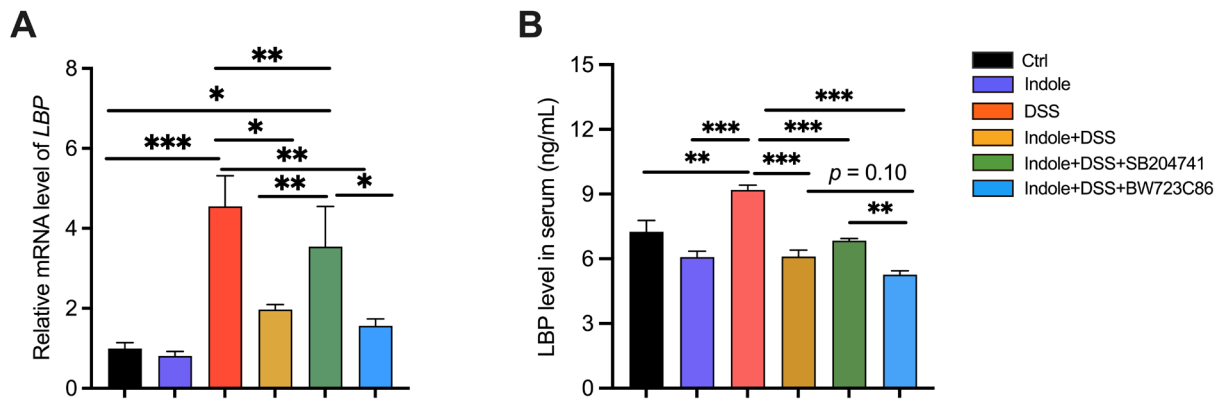 A
Relative mRNA level of LBP
8
6
4
2
0
**
*
***
*
**
**
*
B
LBP level in serum (ng/mL)
15
12
9
6
3
0
***
***
***
**
***
p = 0.10
**
Ctrl
Indole
DSS
Indole+DSS
Indole+DSS+SB204741
Indole+DSS+BW723C86